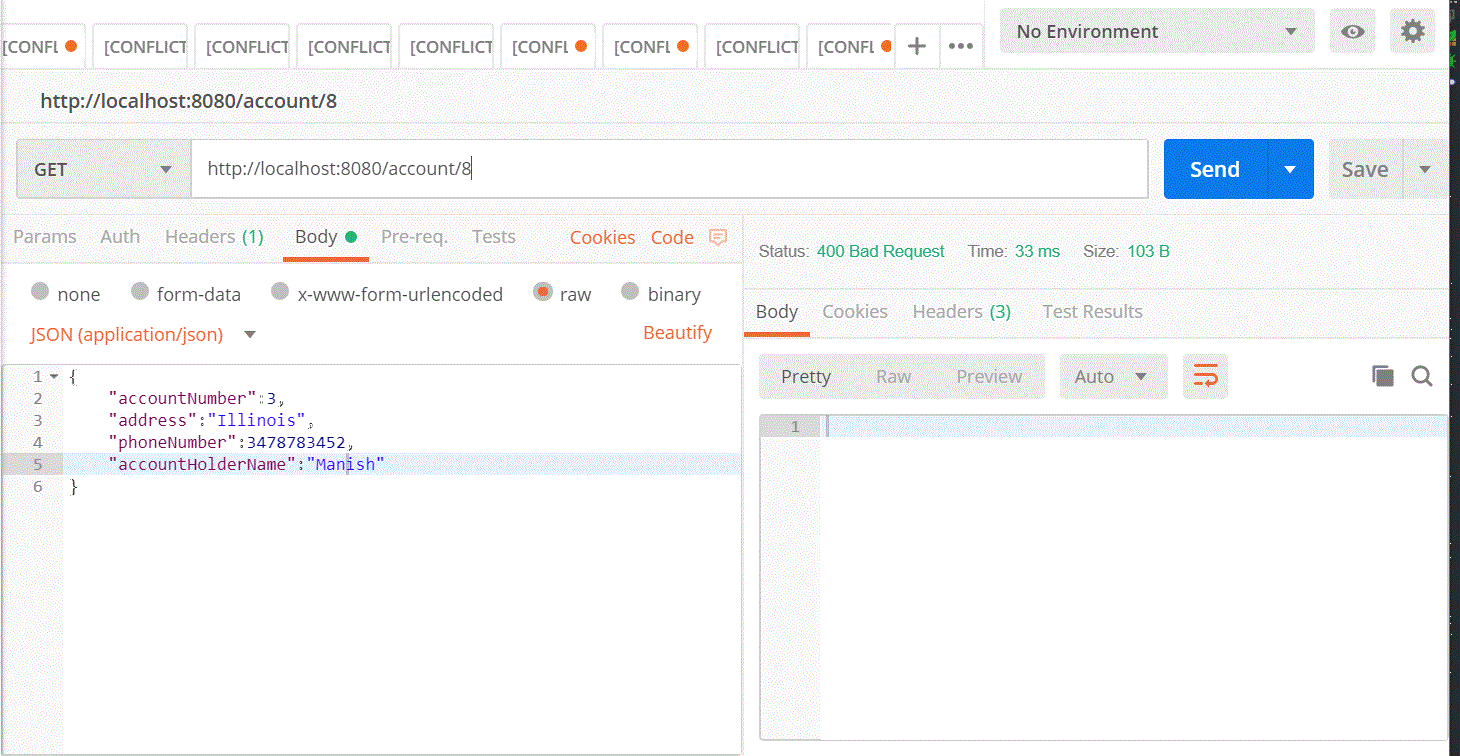 [CONFL [CONFLICT [CONFLICT [CONFLICT [CONFLICT [CONFL [CONFL [CONFLICT [CONFL + ••• No Environment
http://localhost:8080/account/8
GET http://localhost:8080/account/8 Send Save
Params Auth Headers (1) Body Pre-req. Tests Cookies Code
Status: 400 Bad Request Time: 33 ms Size: 103 B
none form-data x-www-form-urlencoded raw binary
Body Cookies Headers (3) Test Results
JSON (application/json) Beautify
Pretty Raw Preview Auto
1 {
2 "accountNumber":3,
3 "address":"Illinois",
4 "phoneNumber":3478783452,
5 "accountHolderName":"Manish"
6 }
1